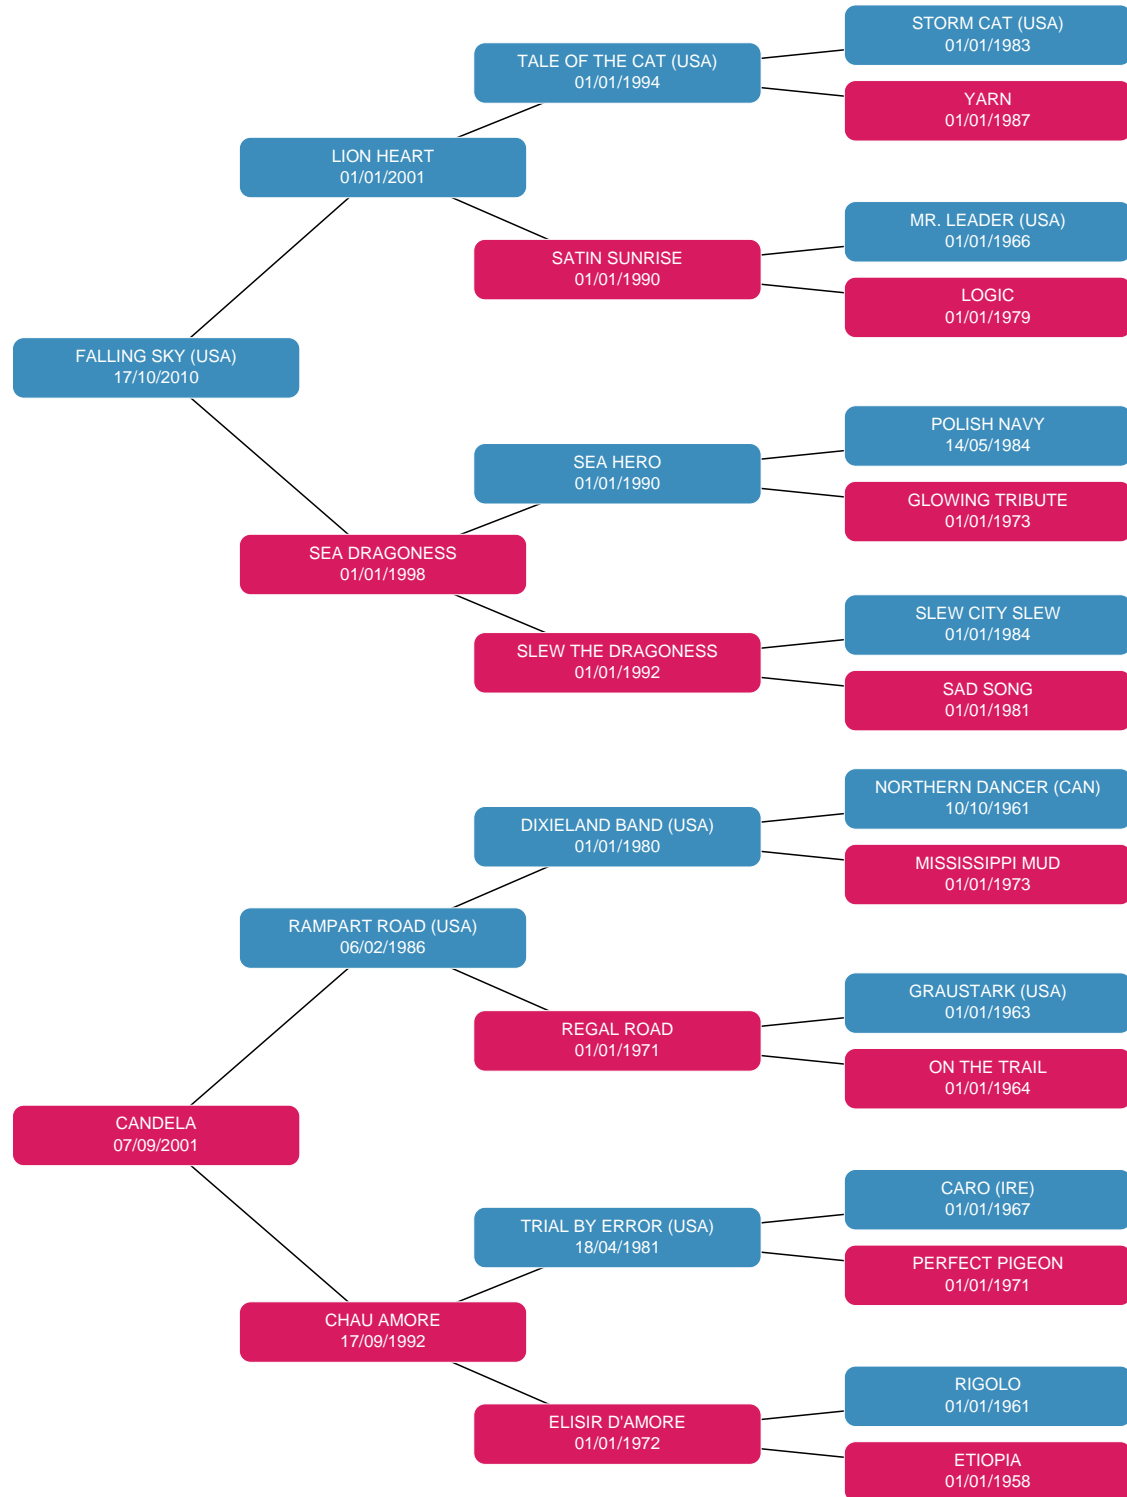 STORM CAT (USA)
01/01/1983
TALE OF THE CAT (USA)
01/01/1994
YARN
01/01/1987
LION HEART
01/01/2001
MR. LEADER (USA)
01/01/1966
SATIN SUNRISE
01/01/1990
LOGIC
01/01/1979
FALLING SKY (USA)
17/10/2010
POLISH NAVY
14/05/1984
SEA HERO
01/01/1990
GLOWING TRIBUTE
01/01/1973
SEA DRAGONESS
01/01/1998
SLEW CITY SLEW
01/01/1984
SLEW THE DRAGONESS
01/01/1992
SAD SONG
01/01/1981
NORTHERN DANCER (CAN)
10/10/1961
DIXIELAND BAND (USA)
01/01/1980
MISSISSIPPI MUD
01/01/1973
RAMPART ROAD (USA)
06/02/1986
GRAUSTARK (USA)
01/01/1963
REGAL ROAD
01/01/1971
ON THE TRAIL
01/01/1964
CANDELA
07/09/2001
CARO (IRE)
01/01/1967
TRIAL BY ERROR (USA)
18/04/1981
PERFECT PIGEON
01/01/1971
CHAU AMORE
17/09/1992
RIGOLO
01/01/1961
ELISIR D'AMORE
01/01/1972
ETIOPIA
01/01/1958